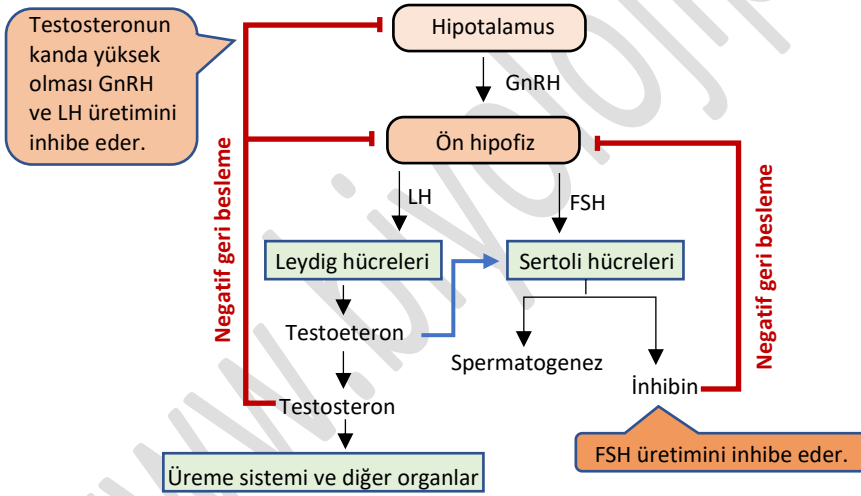 Testosteronun
kanda yüksek
olması GnRH
ve LH üretimini
inhibe eder.
Hipotalamus
GnRH
Ön hipofiz
Negatif geri besleme
Negatif geri besleme
LH
FSH
Leydig hücreleri
Sertoli hücreleri
Testoeteron
Spermatogenez
İnhibin
Testosteron
FSH üretimini inhibe eder.
Üreme sistemi ve diğer organlar